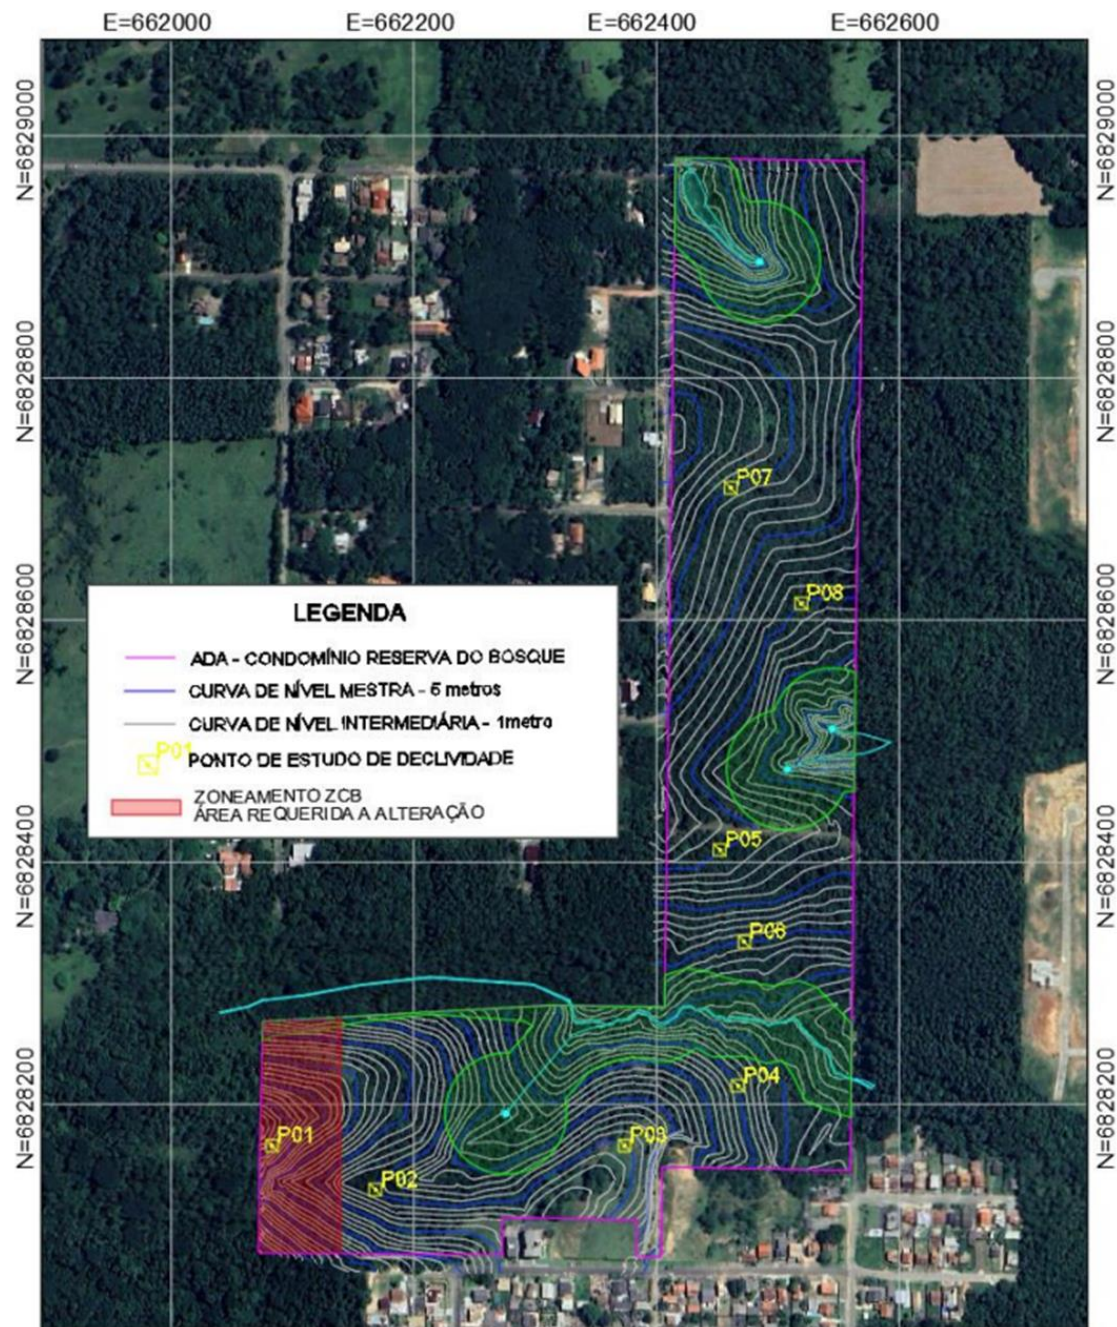 E=662000 E=662200 E=662400 E=662600
N=6829000 N=6829000
N=6828800 N=6828800
P07
N=6828600 N=6828600
P08
LEGENDA
ADA - CONDOMÍNIO RESERVA DO BOSQUE
CURVA DE NÍVEL MESTRA - 5 metros
CURVA DE NÍVEL INTERMEDIÁRIA - 1metro
P01 PONTO DE ESTUDO DE DECLIVIDADE
ZONEAMENTO ZCB
ÁREA REQUERIDA A ALTERAÇÃO
P05
N=6828400 N=6828400
P06
P04
N=6828200 N=6828200
P01
P03
P02